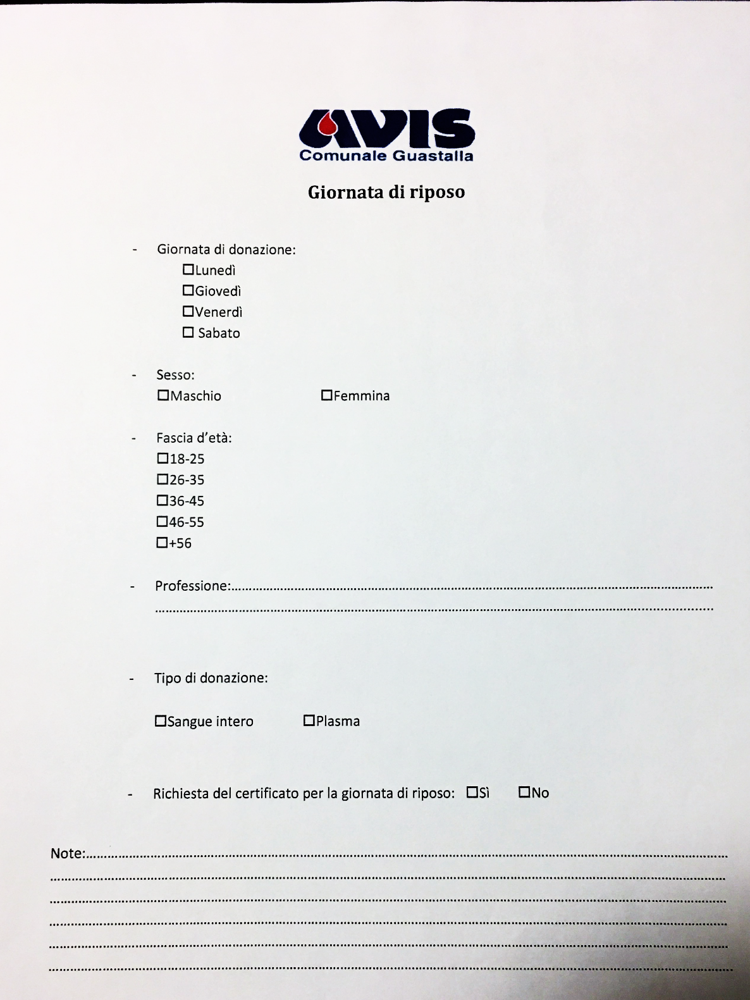 AVIS
Comunale Guastalla
Giornata di riposo
- Giornata di donazione:
☐Lunedì
☐Giovedì
☐Venerdì
☐ Sabato
- Sesso:
☐Maschio ☐Femmina
- Fascia d'età:
☐18-25
☐26-35
☐36-45
☐46-55
☐+56
- Professione:..........................................................................................
..........................................................................................
- Tipo di donazione:
☐Sangue intero ☐Plasma
- Richiesta del certificato per la giornata di riposo: ☐Sì ☐No
Note:..........................................................................................
..........................................................................................
..........................................................................................
..........................................................................................
..........................................................................................
..........................................................................................